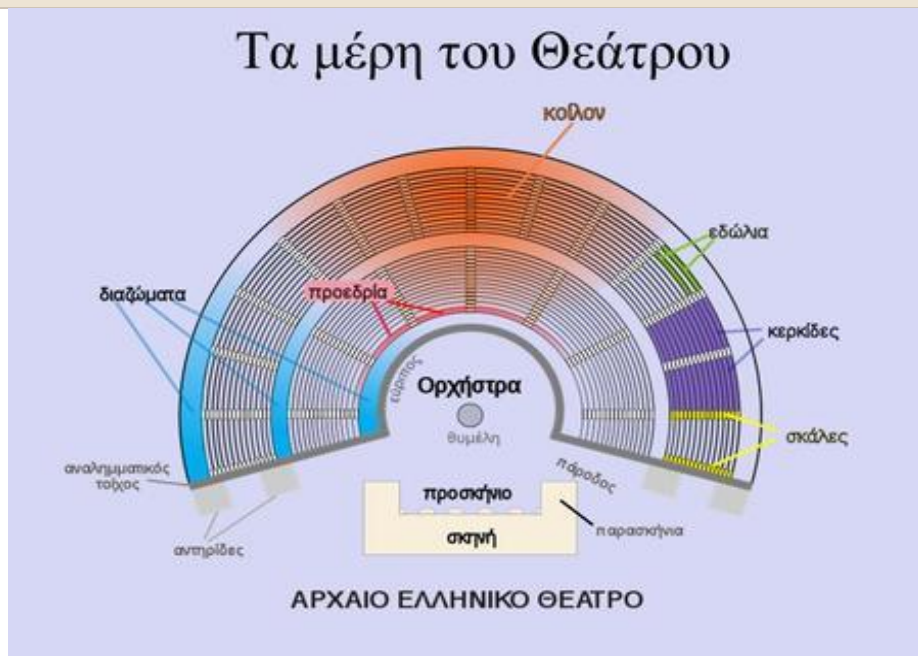 Τα μέρη του Θεάτρου
κοίλον
εδώλια
διαζώματα
προεδρία
κερκίδες
εύριπος
Ορχήστρα
θυμέλη
σκάλες
αναλημματικός
τοίχος
πάροδος
προσκήνιο
παρασκήνια
σκηνή
αντηρίδες
ΑΡΧΑΙΟ ΕΛΛΗΝΙΚΟ ΘΕΑΤΡΟ